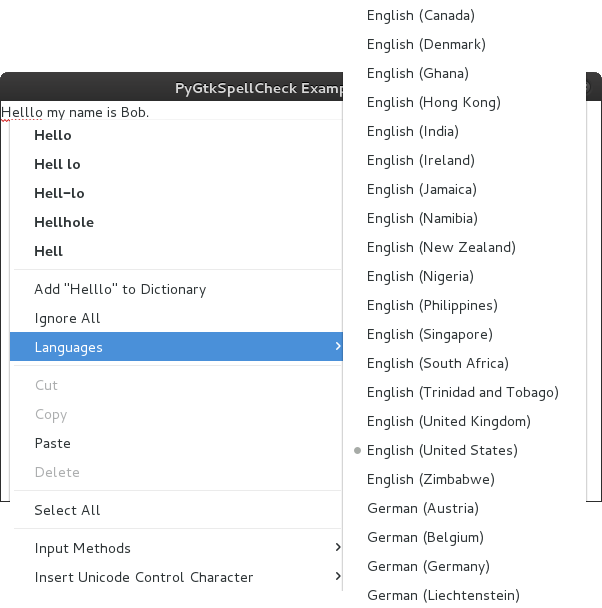 PyGtkSpellCheck Examp
Helllo my name is Bob.
Hello
Hell lo
Hell-lo
Hellhole
Hell
Add "Helllo" to Dictionary
Ignore All
Languages
Cut
Copy
Paste
Delete
Select All
Input Methods
Insert Unicode Control Character
English (Canada)
English (Denmark)
English (Ghana)
English (Hong Kong)
English (India)
English (Ireland)
English (Jamaica)
English (Namibia)
English (New Zealand)
English (Nigeria)
English (Philippines)
English (Singapore)
English (South Africa)
English (Trinidad and Tobago)
English (United Kingdom)
English (United States)
English (Zimbabwe)
German (Austria)
German (Belgium)
German (Germany)
German (Liechtenstein)